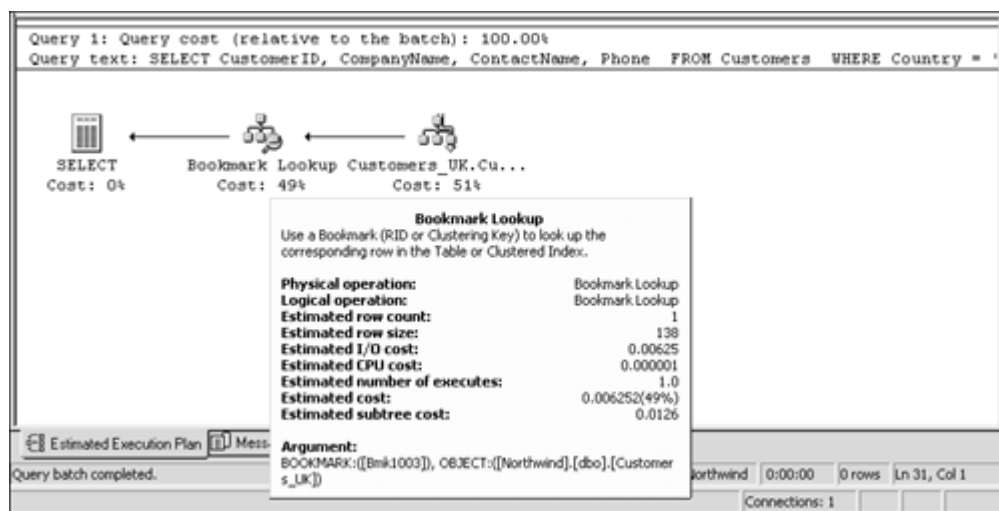 Query 1: Query cost (relative to the batch): 100.00%
Query text: SELECT CustomerID, CompanyName, ContactName, Phone FROM Customers WHERE Country = '
SELECT
Cost: 0%
Bookmark Lookup
Cost: 49%
Customers_UK.Cu...
Cost: 51%
Bookmark Lookup
Use a Bookmark (RID or Clustering Key) to look up the
corresponding row in the Table or Clustered Index.
Physical operation: Bookmark Lookup
Logical operation: Bookmark Lookup
Estimated row count: 1
Estimated row size: 138
Estimated I/O cost: 0.00625
Estimated CPU cost: 0.000001
Estimated number of executes: 1.0
Estimated cost: 0.006252(49%)
Estimated subtree cost: 0.0126
Argument:
BOOKMARK:([Bmk1003]), OBJECT:([Northwind].[dbo].[Customer
s_UK])
Estimated Execution Plan Mess
Query batch completed. orthwind 0:00:00 0 rows Ln 31, Col 1
Connections: 1